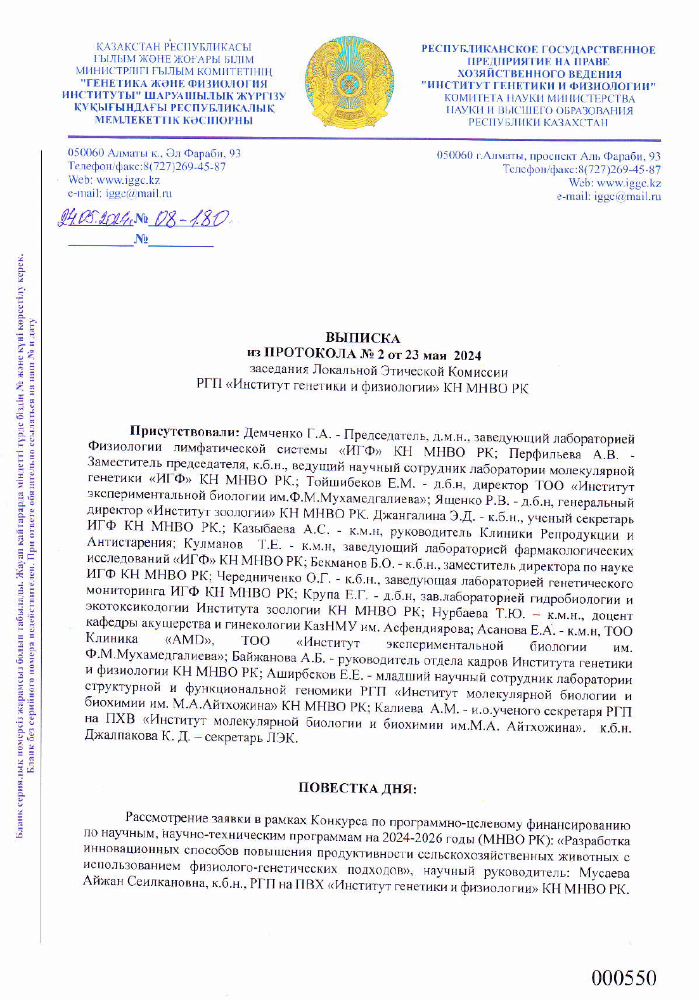 ҚАЗАҚСТАН РЕСПУБЛИКАСЫ
ҒЫЛЫМ ЖӘНЕ ЖОҒАРЫ БІЛІМ
МИНИСТРЛІГІ ҒЫЛЫМ КОМИТЕТІНІҢ
"ГЕНЕТИКА ЖӘНЕ ФИЗИОЛОГИЯ
ИНСТИТУТЫ" ШАРУАШЫЛЫҚ ЖҮРГІЗУ
ҚҰҚЫҒЫНДАҒЫ РЕСПУБЛИКАЛЫҚ
МЕМЛЕКЕТТІК КӘСІПОРНЫ
РЕСПУБЛИКАНСКОЕ ГОСУДАРСТВЕННОЕ
ПРЕДПРИЯТИЕ НА ПРАВЕ
ХОЗЯЙСТВЕННОГО ВЕДЕНИЯ
"ИНСТИТУТ ГЕНЕТИКИ И ФИЗИОЛОГИИ"
КОМИТЕТА НАУКИ МИНИСТЕРСТВА
НАУКИ И ВЫСШЕГО ОБРАЗОВАНИЯ
РЕСПУБЛИКИ КАЗАХСТАН
050060 Алматы қ., Әл Фараби, 93
Телефон/факс:8(727)269-45-87
Web: www.iggc.kz
e-mail: iggc@mail.ru
050060 г.Алматы, проспект Аль Фараби, 93
Телефон/факс:8(727)269-45-87
Web: www.iggc.kz
e-mail: iggc@mail.ru
24.05.2024г.№ 08-180
№
Бланк сериялық номерсіз жарамсыз болып табылады. Жауап қайтарарда міндетті түрде біздің № және күні көрсетілу керек.
Бланк без серийного номера недействителен. При ответе обязательно ссылаться на наш № и дату
ВЫПИСКА
из ПРОТОКОЛА № 2 от 23 мая 2024
заседания Локальной Этической Комиссии
РГП «Институт генетики и физиологии» КН МНВО РК
Присутствовали: Демченко Г.А. - Председатель, д.м.н., заведующий лабораторией
Физиологии лимфатической системы «ИГФ» КН МНВО РК; Перфильева А.В. -
Заместитель председателя, к.б.н., ведущий научный сотрудник лаборатории молекулярной
генетики «ИГФ» КН МНВО РК.; Тойшибеков Е.М. - д.б.н, директор ТОО «Институт
экспериментальной биологии им.Ф.М.Мухамедгалиева»; Ященко Р.В. - д.б.н, генеральный
директор «Институт зоологии» КН МНВО РК. Джангалина Э.Д. - к.б.н., ученый секретарь
ИГФ КН МНВО РК.; Казыбаева А.С. - к.м.н, руководитель Клиники Репродукции и
Антистарения; Кулманов Т.Е. - к.м.н, заведующий лабораторией фармакологических
исследований «ИГФ» КН МНВО РК; Бекманов Б.О. - к.б.н., заместитель директора по науке
ИГФ КН МНВО РК; Чередниченко О.Г. - к.б.н., заведующая лабораторией генетического
мониторинга ИГФ КН МНВО РК; Крупа Е.Г. - д.б.н, зав.лабораторией гидробиологии и
экотоксикологии Института зоологии КН МНВО РК; Нурбаева Т.Ю. – к.м.н., доцент
кафедры акушерства и гинекологии КазНМУ им. Асфендиярова; Асанова Е.А. - к.м.н, ТОО
Клиника «AMD», ТОО «Институт экспериментальной биологии им.
Ф.М.Мухамедгалиева»; Байжанова А.Б. - руководитель отдела кадров Института генетики
и физиологии КН МНВО РК; Аширбеков Е.Е. - младший научный сотрудник лаборатории
структурной и функциональной геномики РГП «Институт молекулярной биологии и
биохимии им. М.А.Айтхожина» КН МНВО РК; Калиева А.М. - и.о.ученого секретаря РГП
на ПХВ «Институт молекулярной биологии и биохимии им.М.А. Айтхожина». к.б.н.
Джалпакова К. Д. – секретарь ЛЭК.
ПОВЕСТКА ДНЯ:
Рассмотрение заявки в рамках Конкурса по программно-целевому финансированию
по научным, научно-техническим программам на 2024-2026 годы (МНВО РК): «Разработка
инновационных способов повышения продуктивности сельскохозяйственных животных с
использованием физиолого-генетических подходов», научный руководитель: Мусаева
Айжан Сеилкановна, к.б.н., РГП на ПВХ «Институт генетики и физиологии» КН МНВО РК.
000550